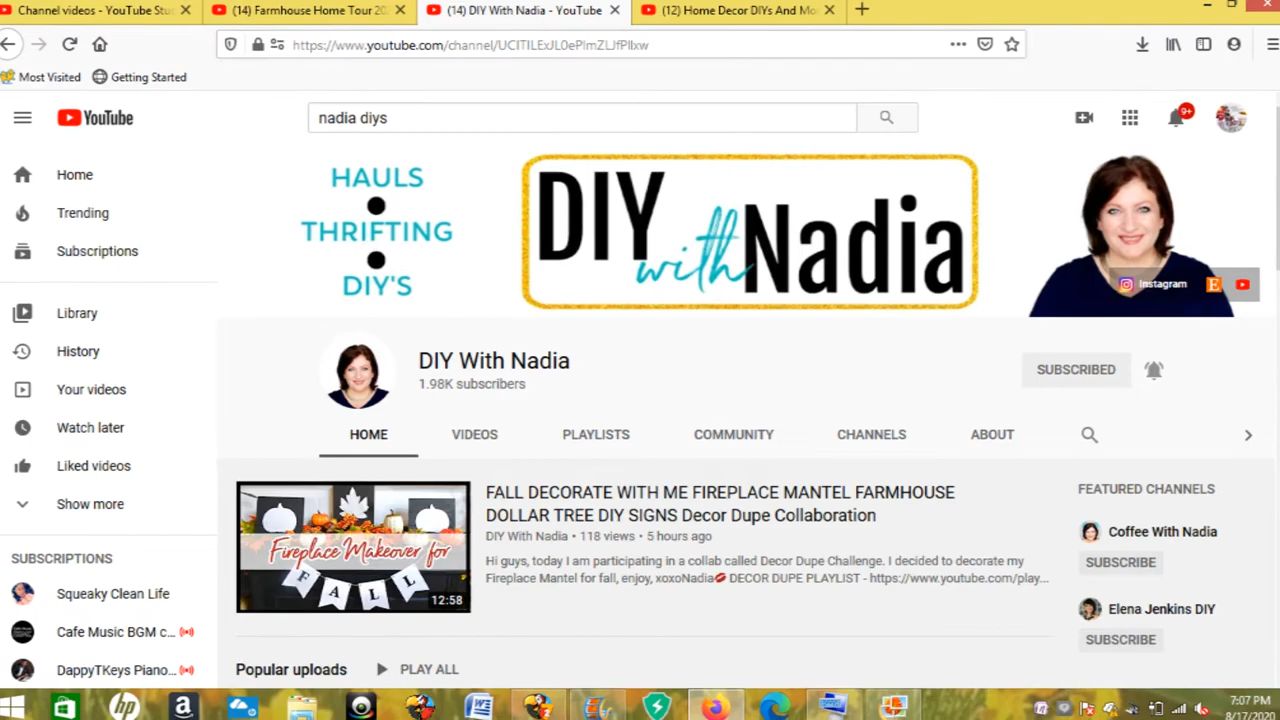 Channel videos - YouTube Stu
(14) Farmhouse Home Tour 202
(14) DIY With Nadia - YouTube
(12) Home Decor DIYs And Mo
Most Visited
Getting Started
YouTube
nadia diys
9+
Home
Trending
Subscriptions
Library
History
Your videos
Watch later
Liked videos
Show more
SUBSCRIPTIONS
Squeaky Clean Life
Cafe Music BGM c...
DappyTKeys Piano...
HAULS
THRIFTING
DIY'S
DIY
with Nadia
Instagram
DIY With Nadia
1.98K subscribers
SUBSCRIBED
HOME VIDEOS PLAYLISTS COMMUNITY CHANNELS ABOUT
Fireplace Makeover for
FALL
12:58
FALL DECORATE WITH ME FIREPLACE MANTEL FARMHOUSE
DOLLAR TREE DIY SIGNS Decor Dupe Collaboration
DIY With Nadia • 118 views • 5 hours ago
Hi guys, today I am participating in a collab called Decor Dupe Challenge. I decided to decorate my
Fireplace Mantel for fall, enjoy, xoxoNadia💋 DECOR DUPE PLAYLIST - https://www.youtube.com/play...
FEATURED CHANNELS
Coffee With Nadia
SUBSCRIBE
Elena Jenkins DIY
SUBSCRIBE
Popular uploads
PLAY ALL
7:07 PM
8/17/2020